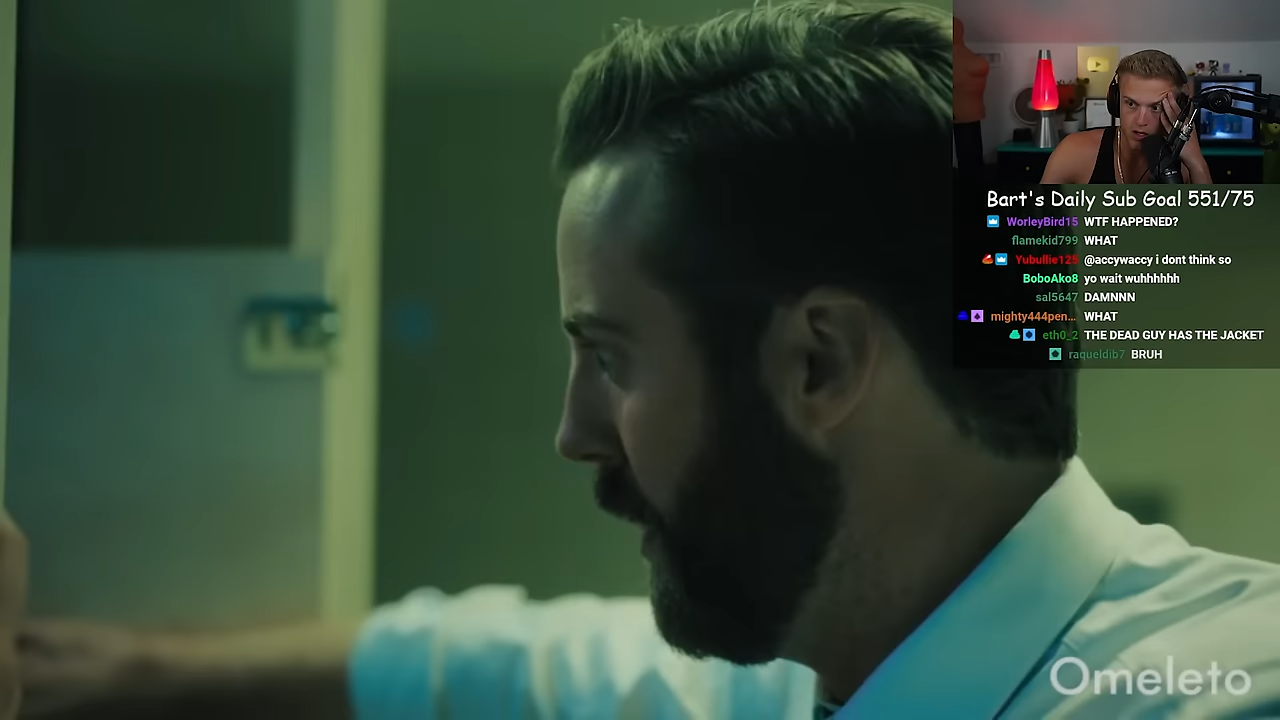 Bart's Daily Sub Goal 551/75
WorleyBird15 WTF HAPPENED?
flamekid799 WHAT
Yubullie125 @accywaccy i dont think so
BoboAko8 yo wait wuhhhhhh
sal5647 DAMNNN
mighty444pen... WHAT
eth0_2 THE DEAD GUY HAS THE JACKET
raqueldib7 BRUH
Omeleto